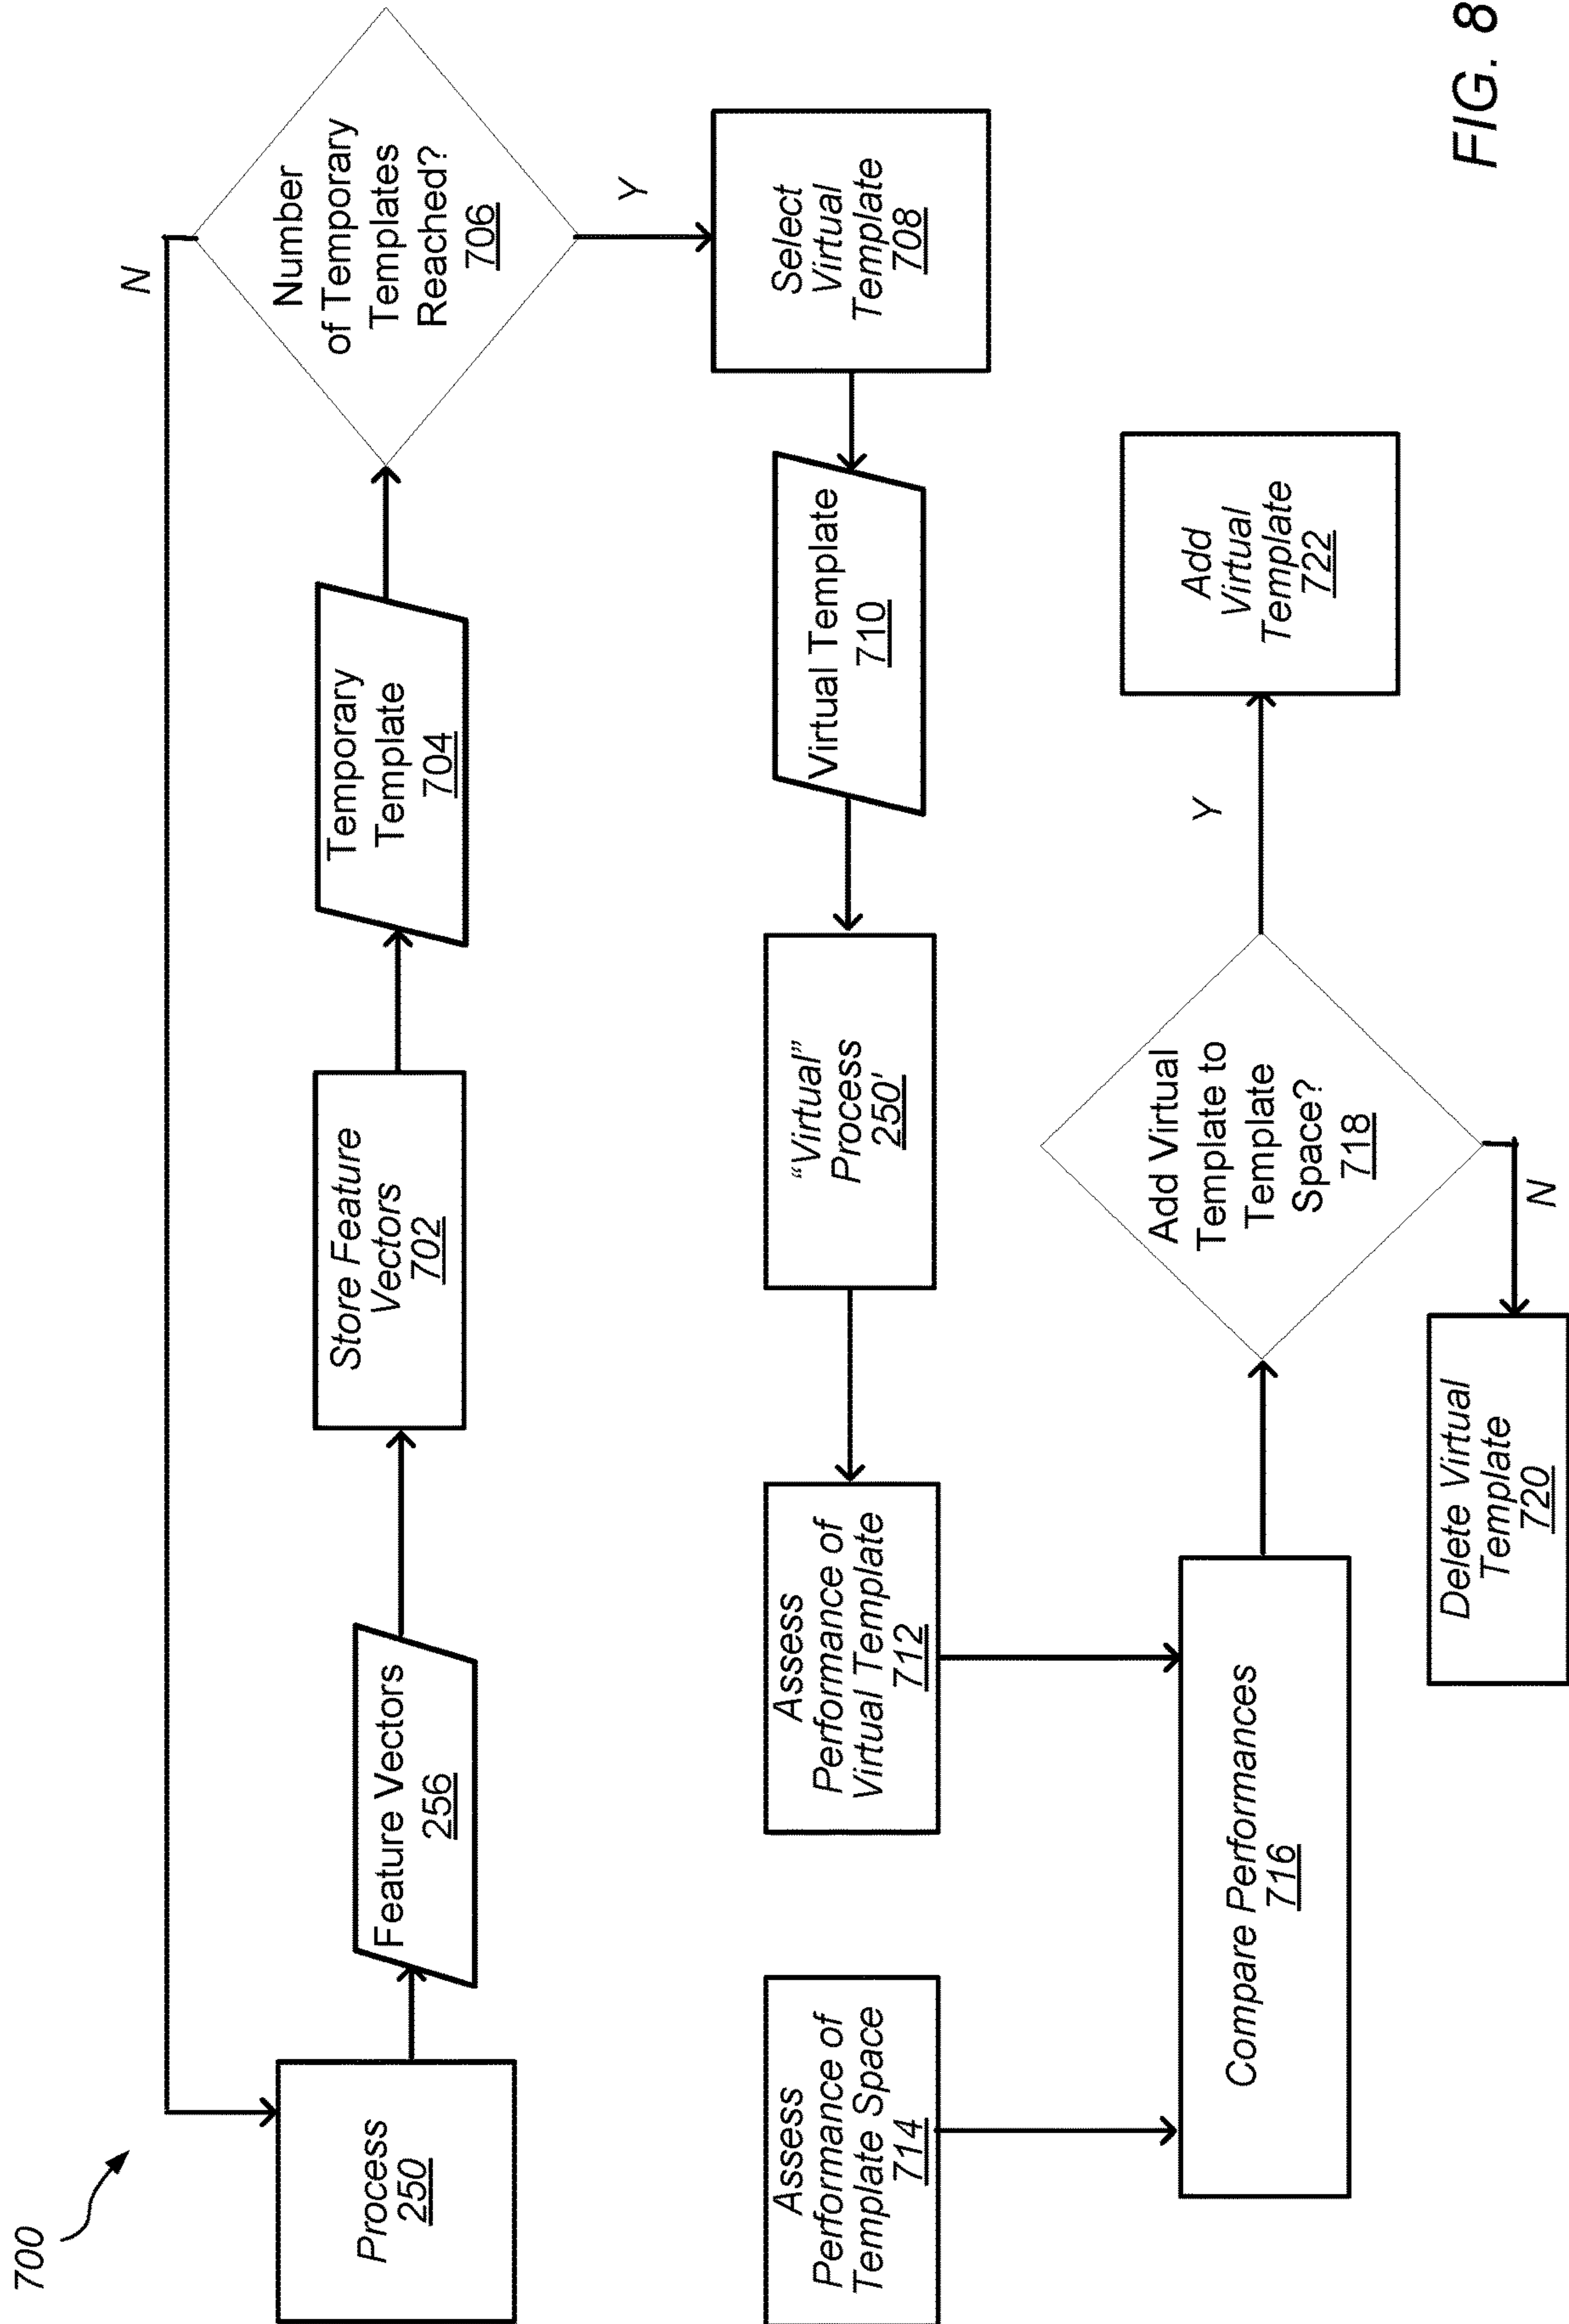 700
Process
250
Feature Vectors
256
Store Feature
Vectors
702
Temporary
Template
704
Number
of Temporary
Templates
Reached?
706
N
Y
Select
Virtual
Template
708
Virtual Template
710
“Virtual”
Process
250'
Assess
Performance of
Virtual Template
712
Assess
Performance of
Template Space
714
Compare Performances
716
Add Virtual
Template to
Template
Space?
718
Y
N
Add
Virtual
Template
722
Delete Virtual
Template
720
FIG. 8